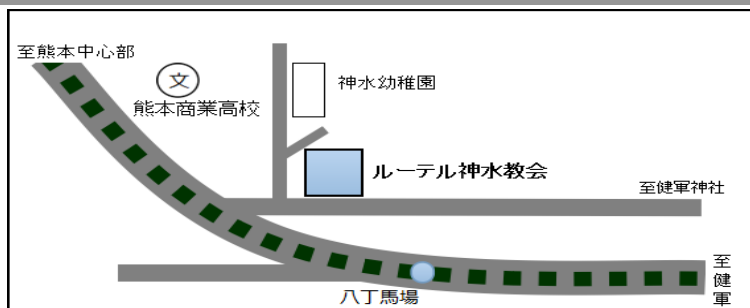 至熊本中心部
文
神水幼稚園
熊本商業高校
ルーテル神水教会
至健軍神社
至健軍
八丁馬場